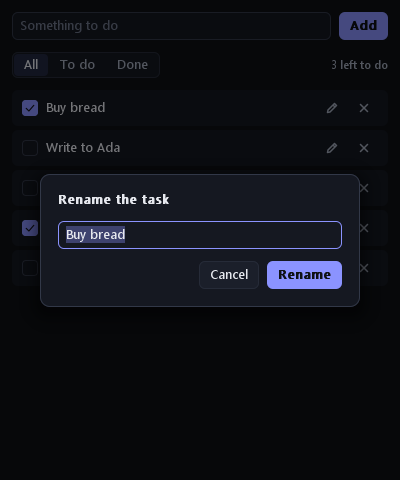 Something to do Add
All To do Done 3 left to do
Buy bread
Write to Ada
Rename the task
Buy bread
Cancel Rename